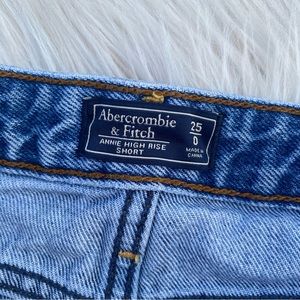 Abercrombie
& Fitch
ANNIE HIGH RISE
SHORT
25
0
MADE IN
CHINA